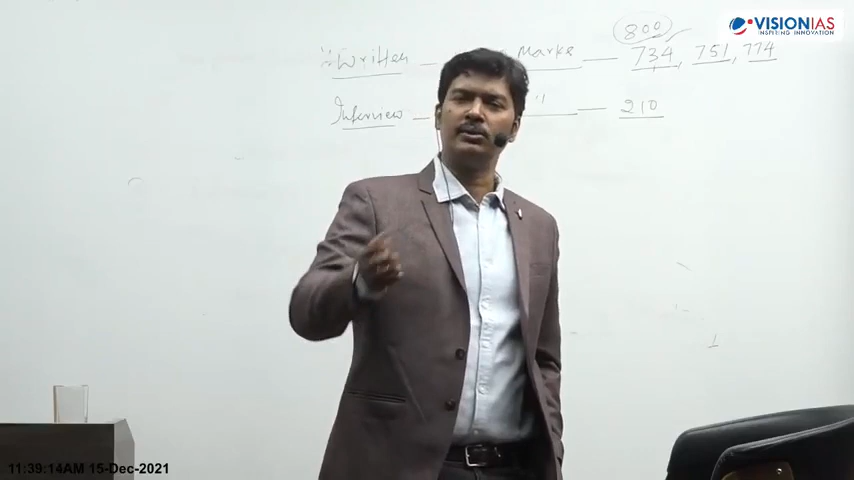 VISIONIAS
INSPIRING INNOVATION
800
Written — Marks — 734, 751, 774
Interview — " — 210
11:39:14AM 15-Dec-2021